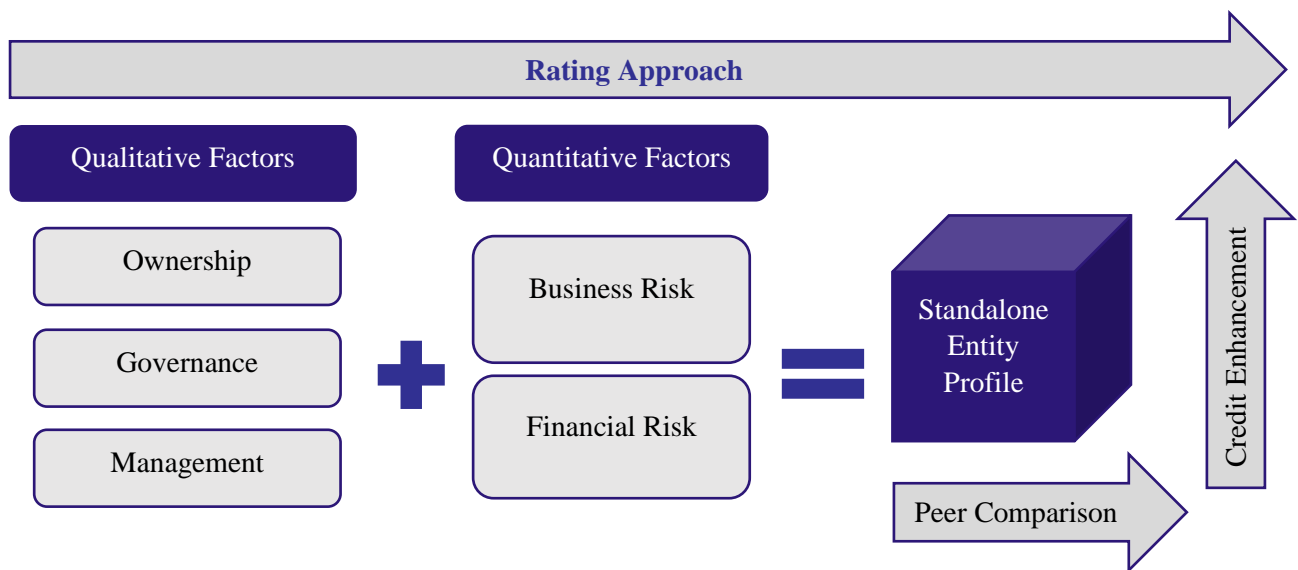 Rating Approach
Qualitative Factors
Quantitative Factors
Ownership
Governance
Management
Business Risk
Financial Risk
Standalone
Entity
Profile
Peer Comparison
Credit Enhancement